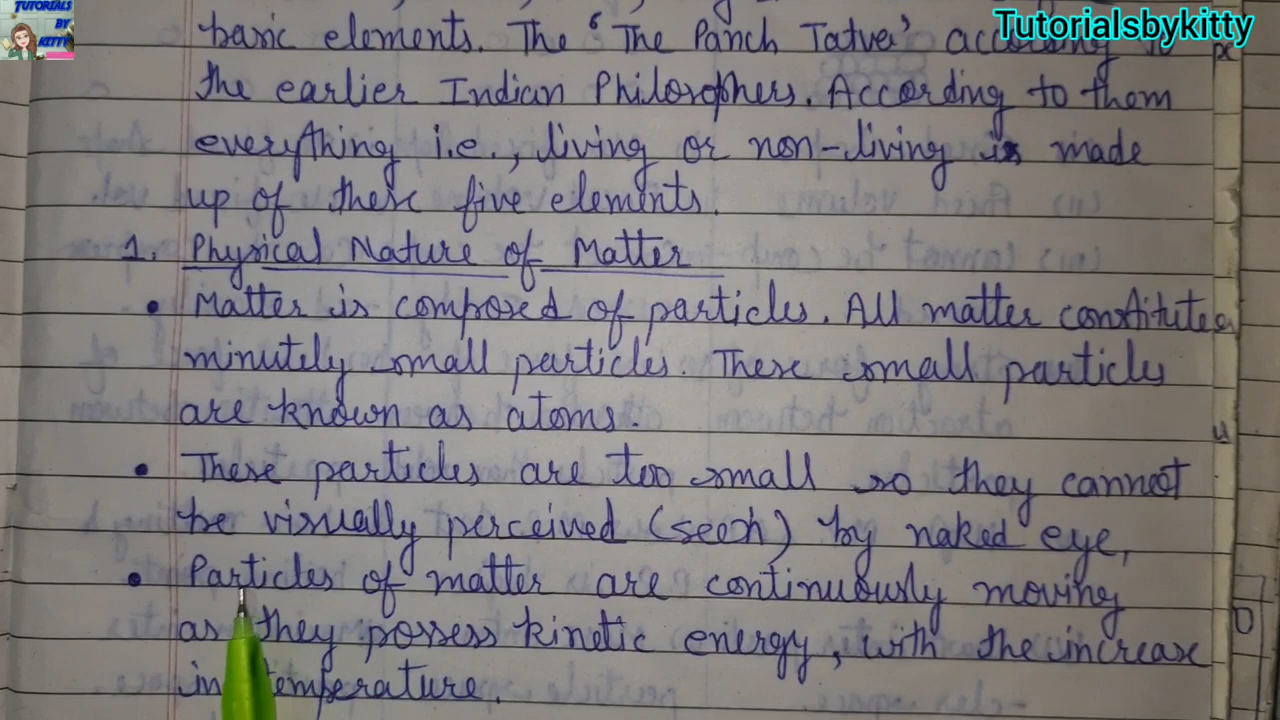 TUTORIALS
BY
KITTY
Tutorialsbykitty
basic elements. The ‘The Panch Tatva’ according to
the earlier Indian Philosophers. According to them
everything i.e., living or non-living is made
up of these five elements.
1. Physical Nature of Matter
• Matter is composed of particles. All matter constitutes
minutely small particles. These small particles
are known as atoms.
• These particles are too small so they cannot
be visually perceived (seen) by naked eye,
• Particles of matter are continuously moving
as they possess kinetic energy, with the increase
in temperature.